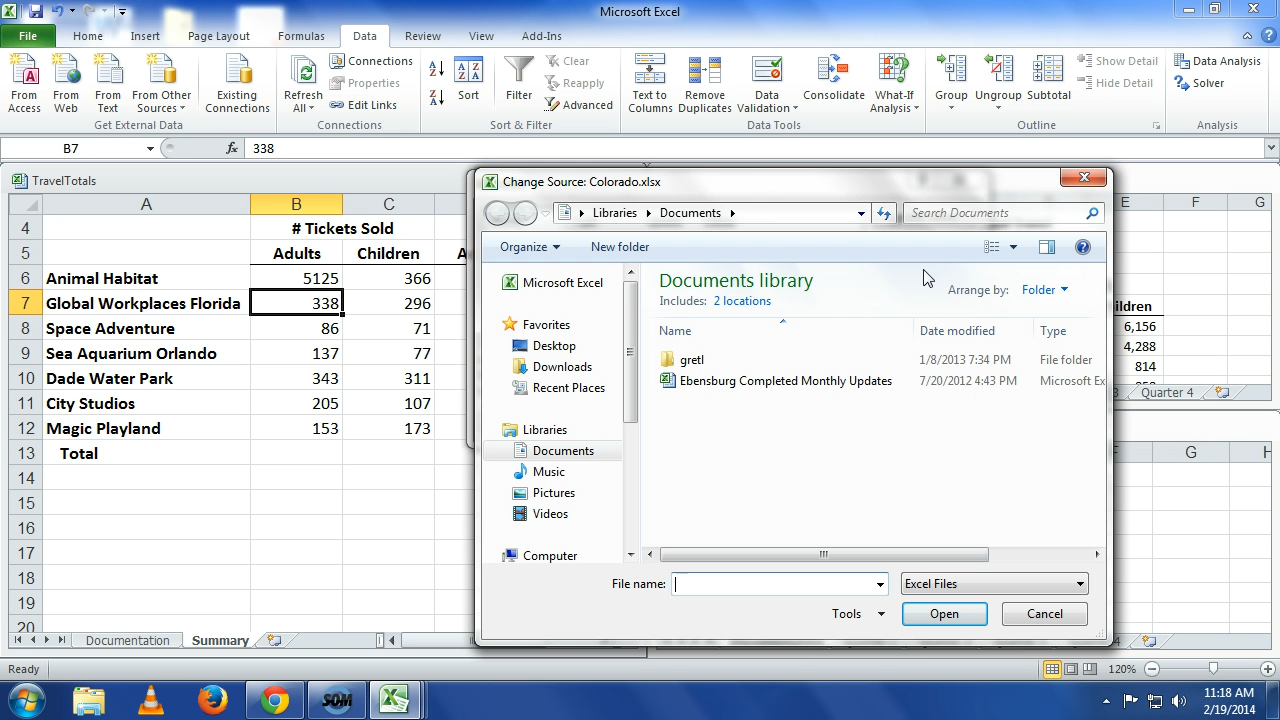 Microsoft Excel
File Home Insert Page Layout Formulas Data Review View Add-Ins
From Access
From Web
From Text
From Other Sources
Existing Connections
Get External Data
Refresh All
Connections
Properties
Edit Links
Connections
Sort
Filter
Clear
Reapply
Advanced
Sort & Filter
Text to Columns
Remove Duplicates
Data Validation
Consolidate
What-If Analysis
Data Tools
Group
Ungroup
Subtotal
Show Detail
Hide Detail
Outline
Data Analysis
Solver
Analysis
B7 fx 338
TravelTotals
A B C
4 # Tickets Sold
5 Adults Children A
6 Animal Habitat 5125 366
7 Global Workplaces Florida 338 296
8 Space Adventure 86 71
9 Sea Aquarium Orlando 137 77
10 Dade Water Park 343 311
11 City Studios 205 107
12 Magic Playland 153 173
13 Total
14
15
16
17
18
19
20
Documentation Summary
Change Source: Colorado.xlsx
Libraries Documents
Search Documents
Organize New folder
Microsoft Excel
Favorites
Desktop
Downloads
Recent Places
Libraries
Documents
Music
Pictures
Videos
Computer
Documents library
Includes: 2 locations
Arrange by: Folder
Name Date modified Type
gretl 1/8/2013 7:34 PM File folder
Ebensburg Completed Monthly Updates 7/20/2012 4:43 PM Microsoft Ex
File name: Excel Files
Tools Open Cancel
E F G
ildren
6,156
4,288
814
3 Quarter 4
F G H
4
Ready 120%
SOM
11:18 AM
2/19/2014